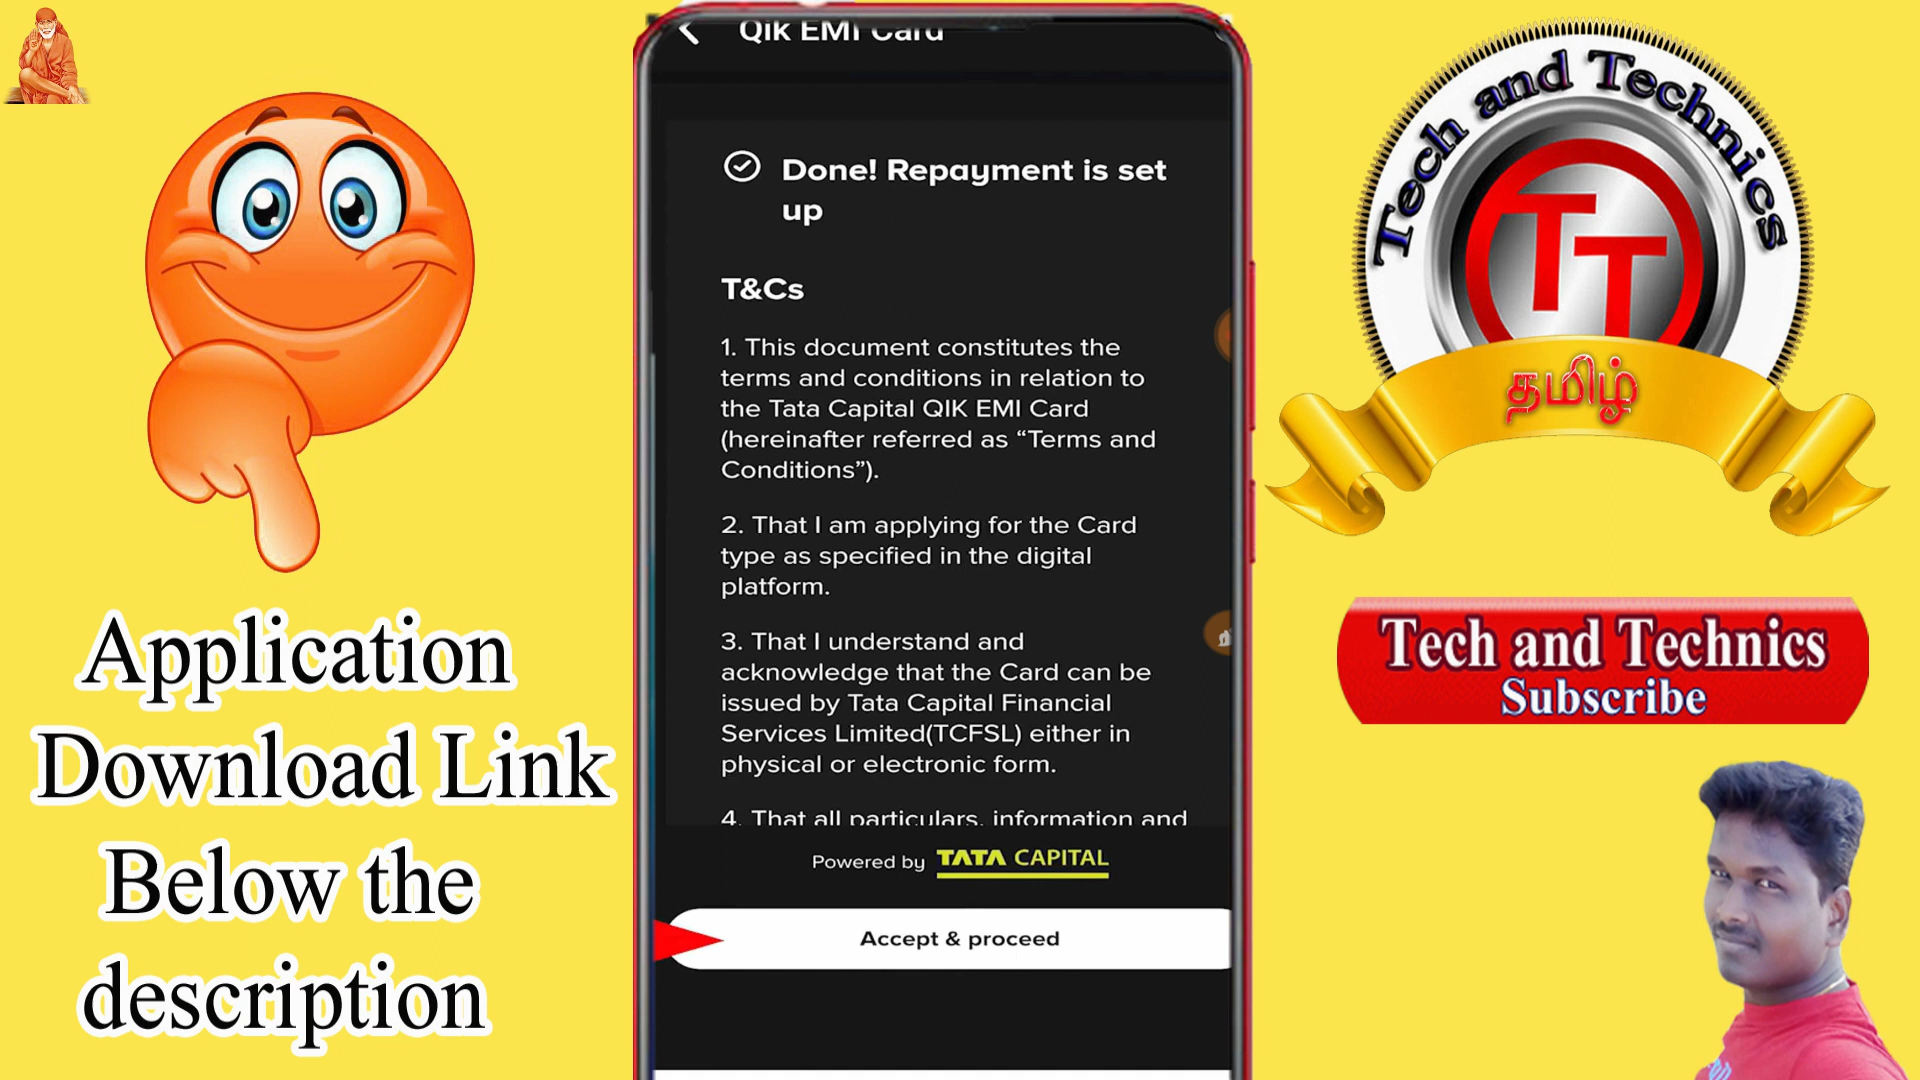 Qik EMI Card
Done! Repayment is set
up
T&Cs
1. This document constitutes the
terms and conditions in relation to
the Tata Capital QIK EMI Card
(hereinafter referred as “Terms and
Conditions”).
2. That I am applying for the Card
type as specified in the digital
platform.
3. That I understand and
acknowledge that the Card can be
issued by Tata Capital Financial
Services Limited(TCFSL) either in
physical or electronic form.
4. That all particulars, information and
Powered by TATA CAPITAL
Accept & proceed
Application
Download Link
Below the
description
Tech and Technics
TT
தமிழ்
Tech and Technics
Subscribe